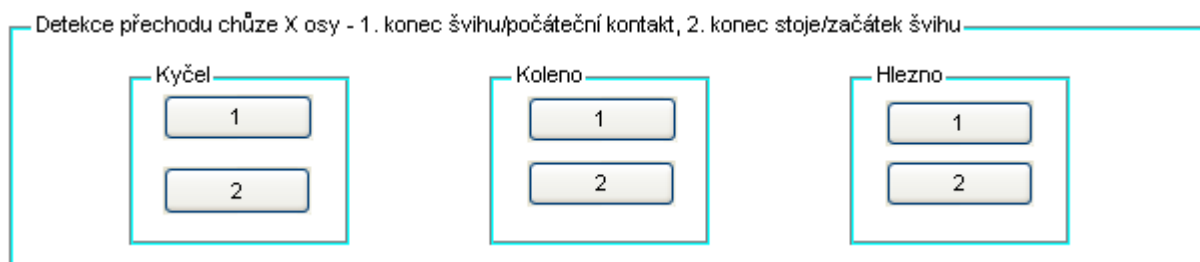 Detekce přechodu chůze X osy - 1. konec švihu/počáteční kontakt, 2. konec stoje/začátek švihu
Kyčel
Koleno
Hlezno
1
1
1
2
2
2